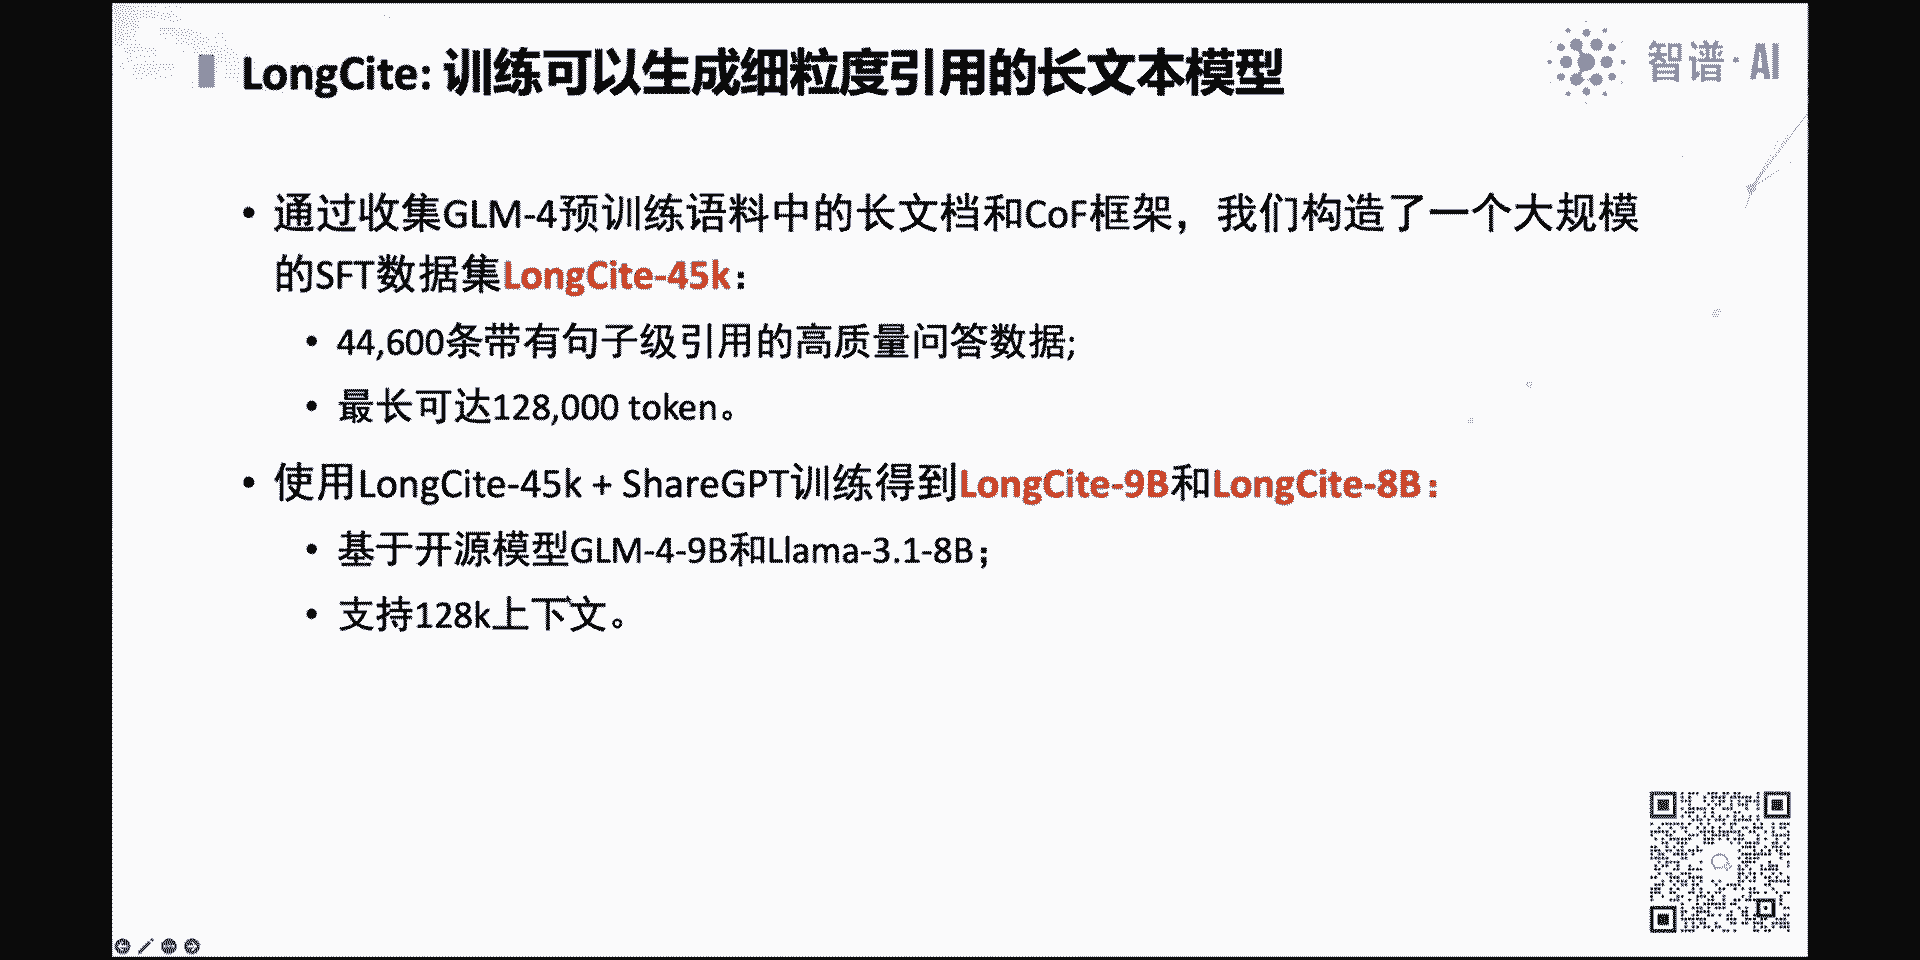 LongCite: 训练可以生成细粒度引用的长文本模型
智谱·AI
• 通过收集GLM-4预训练语料中的长文档和CoF框架，我们构造了一个大规模
的SFT数据集LongCite-45k：
• 44,600条带有句子级引用的高质量问答数据;
• 最长可达128,000 token。
• 使用LongCite-45k + ShareGPT训练得到LongCite-9B和LongCite-8B：
• 基于开源模型GLM-4-9B和Llama-3.1-8B；
• 支持128k上下文。